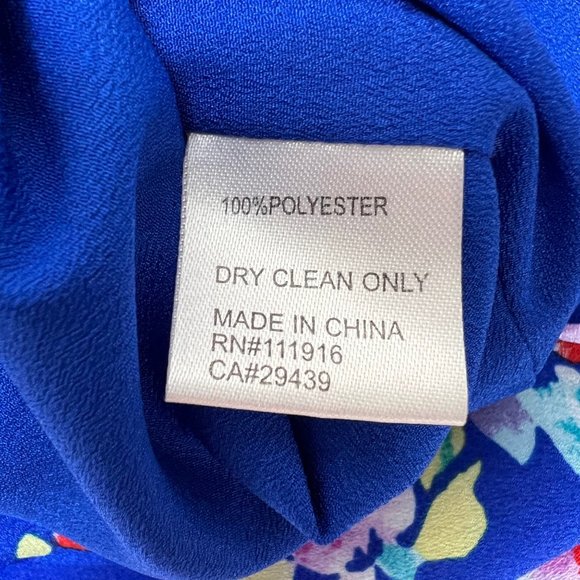 100%POLYESTER
DRY CLEAN ONLY
MADE IN CHINA
RN#111916
CA#29439